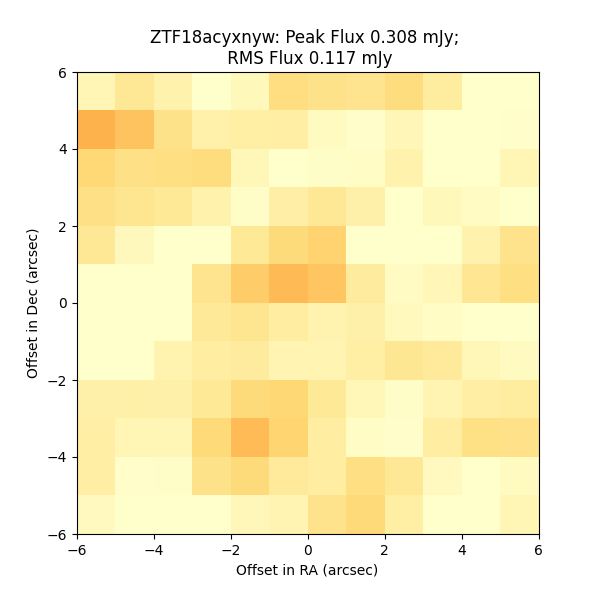 ZTF18acyxnyw: Peak Flux 0.308 mJy;
RMS Flux 0.117 mJy
6
4
2
0
−2
−4
−6
Offset in Dec (arcsec)
−6 −4 −2 0 2 4 6
Offset in RA (arcsec)